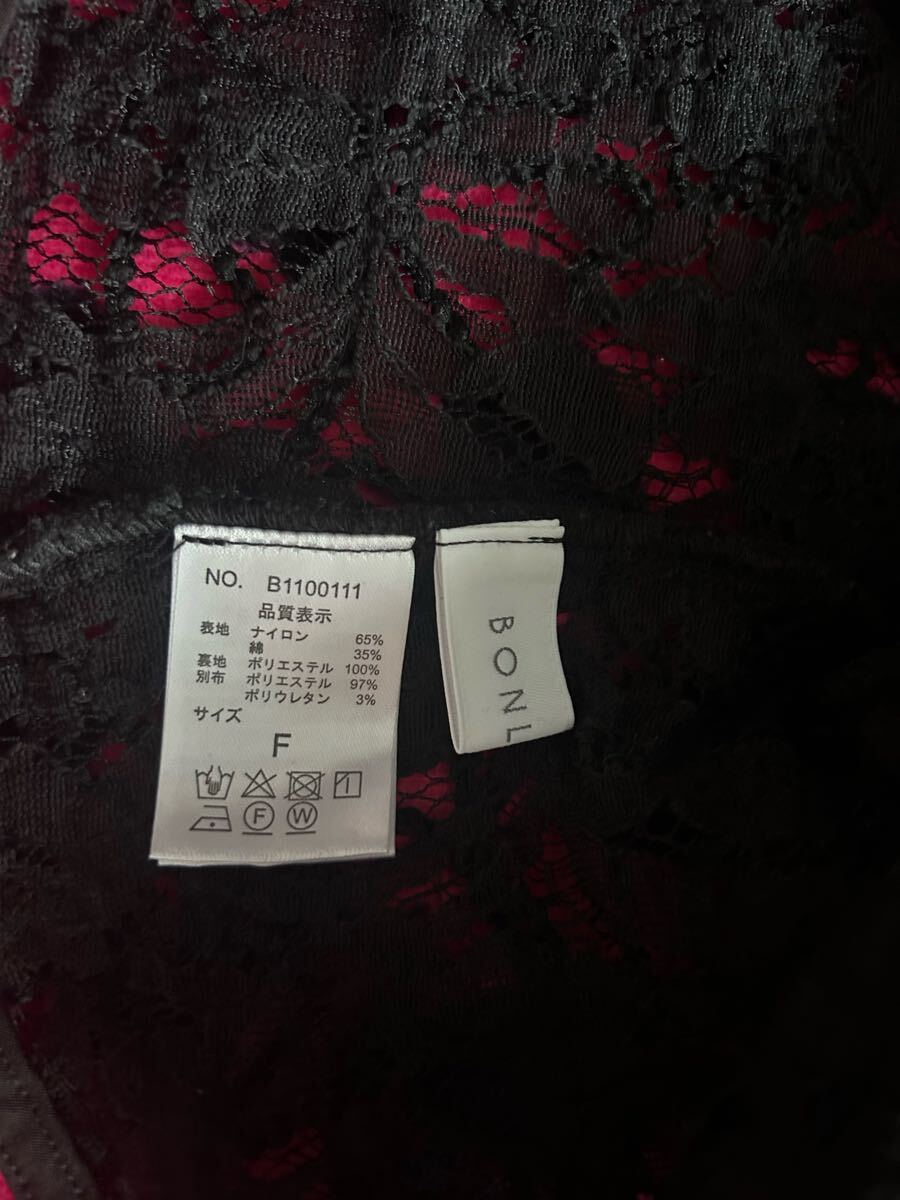 NO. B1100111
品質表示
表地 ナイロン 65%
綿 35%
裏地 ポリエステル 100%
別布 ポリエステル 97%
ポリウレタン 3%
サイズ
F
F W
BONL